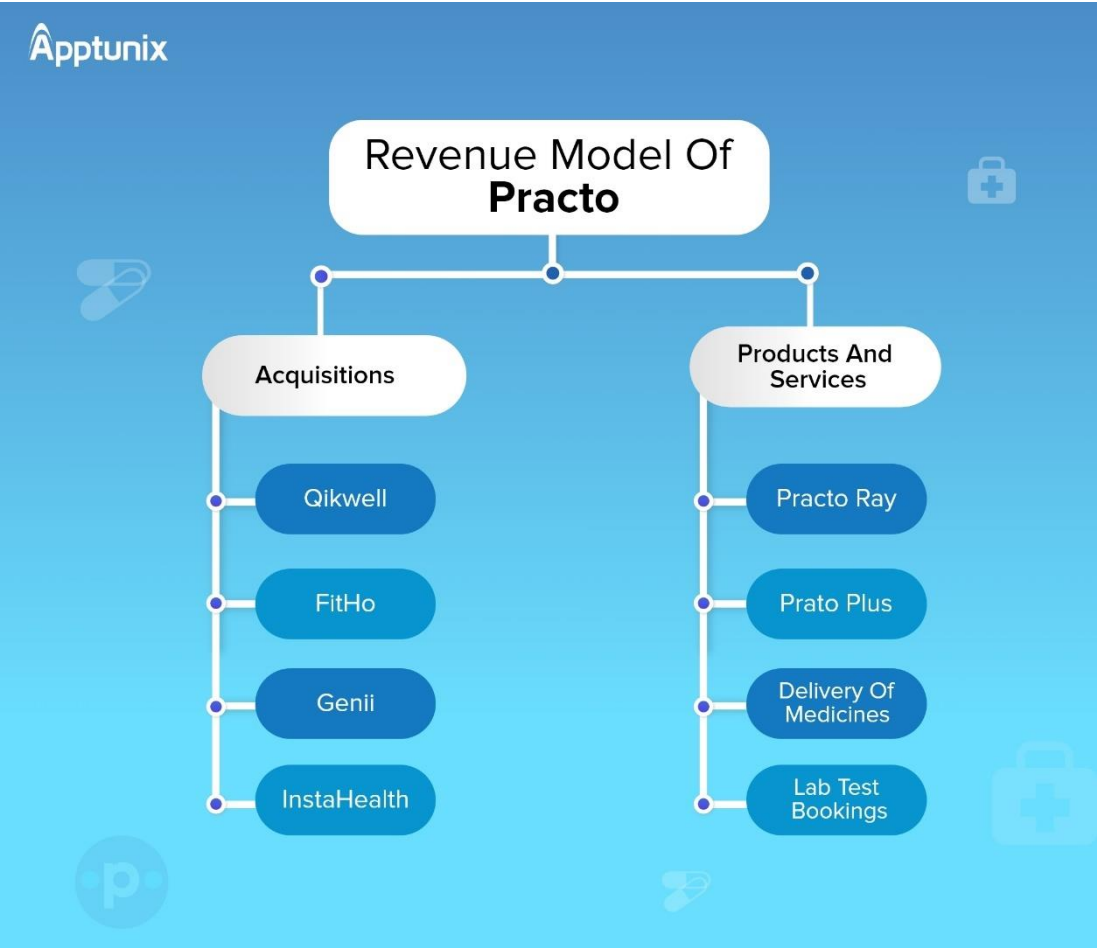 Apptunix
Revenue Model Of
Practo
Acquisitions
Qikwell
FitHo
Genii
InstaHealth
Products And
Services
Practo Ray
Prato Plus
Delivery Of
Medicines
Lab Test
Bookings
p